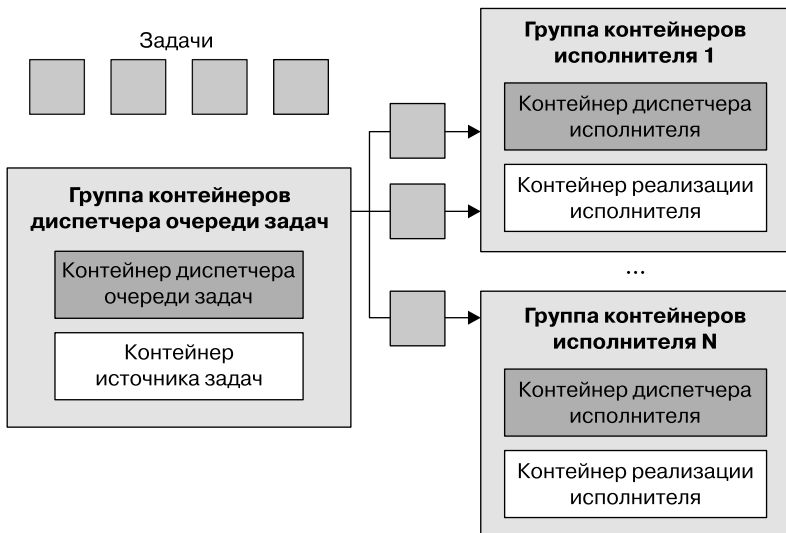 Задачи
Группа контейнеров
диспетчера очереди задач
Контейнер диспетчера
очереди задач
Контейнер
источника задач
Группа контейнеров
исполнителя 1
Контейнер диспетчера
исполнителя
Контейнер реализации
исполнителя
...
Группа контейнеров
исполнителя N
Контейнер диспетчера
исполнителя
Контейнер реализации
исполнителя